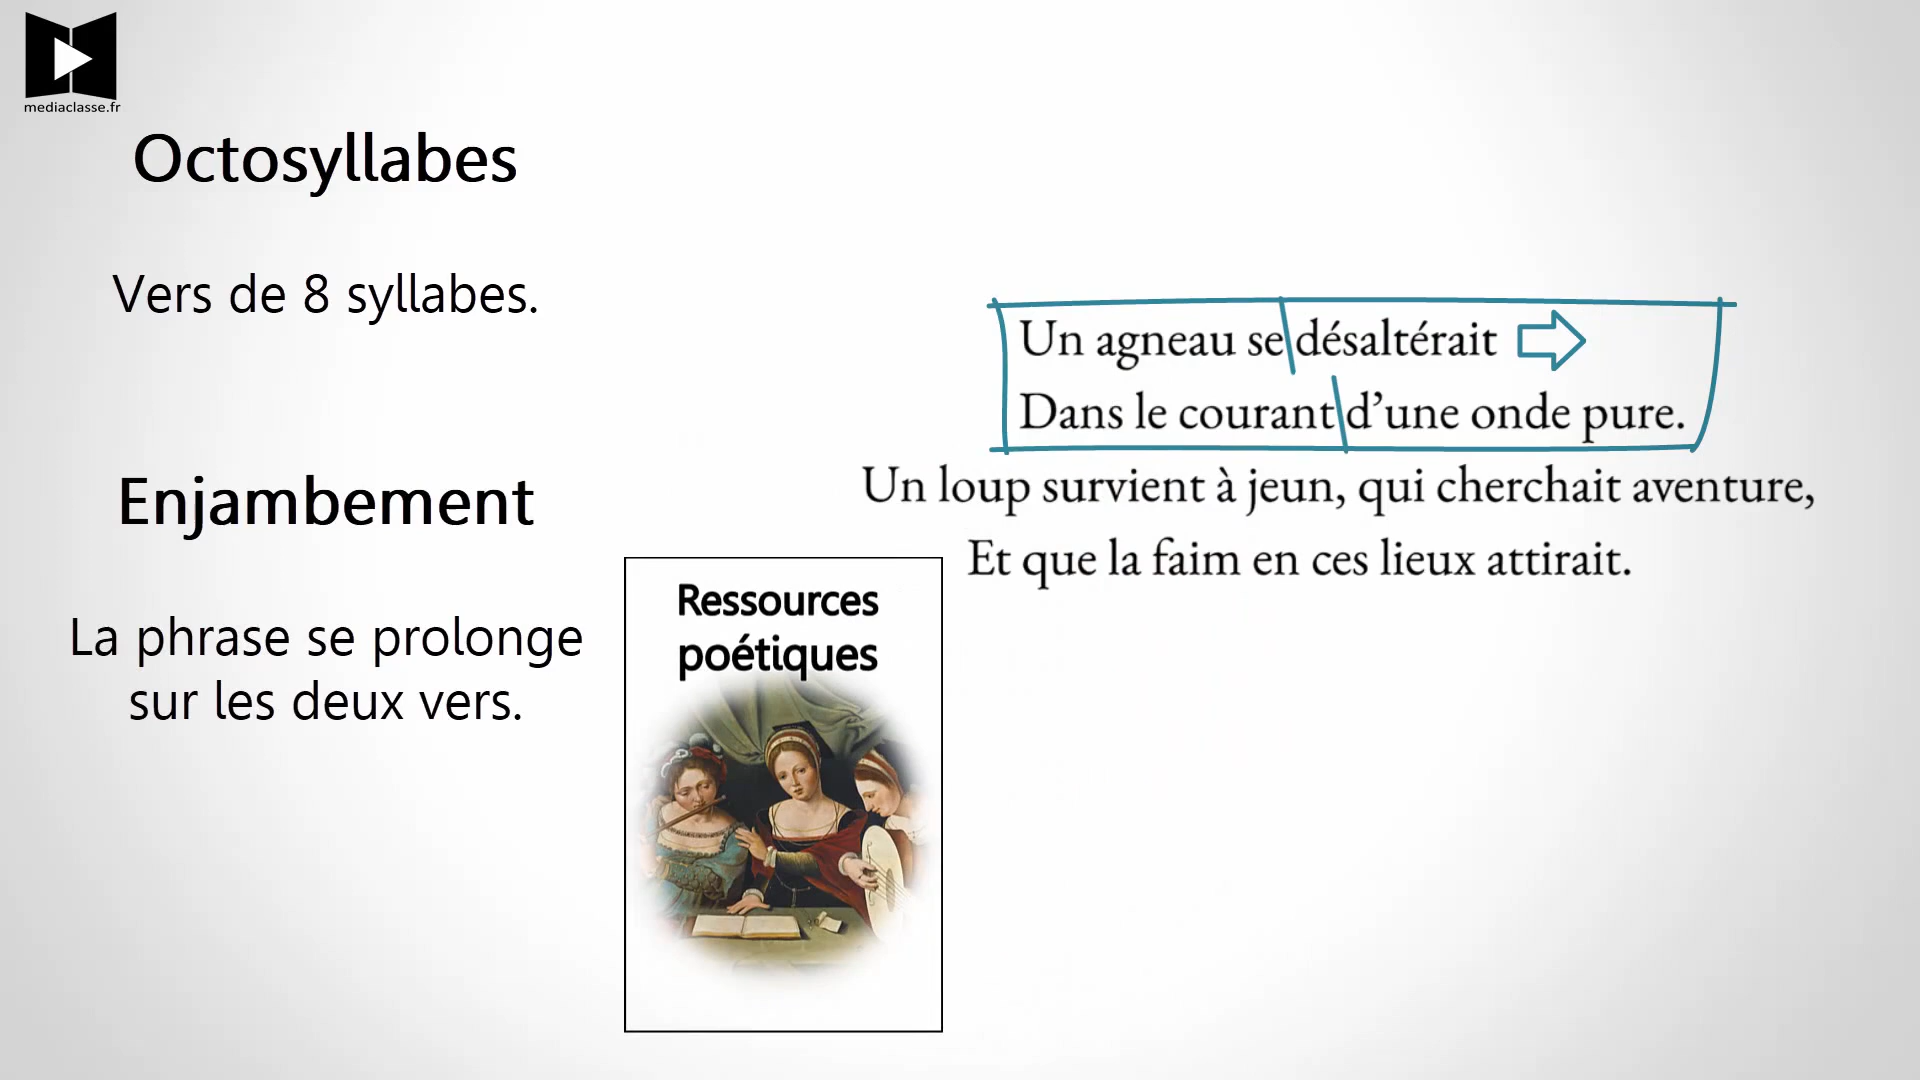 mediaclasse.fr
Octosyllabes
Vers de 8 syllabes.
Enjambement
La phrase se prolonge
sur les deux vers.
Ressources
poétiques
Un agneau se désaltérait
Dans le courant d’une onde pure.
Un loup survient à jeun, qui cherchait aventure,
Et que la faim en ces lieux attirait.